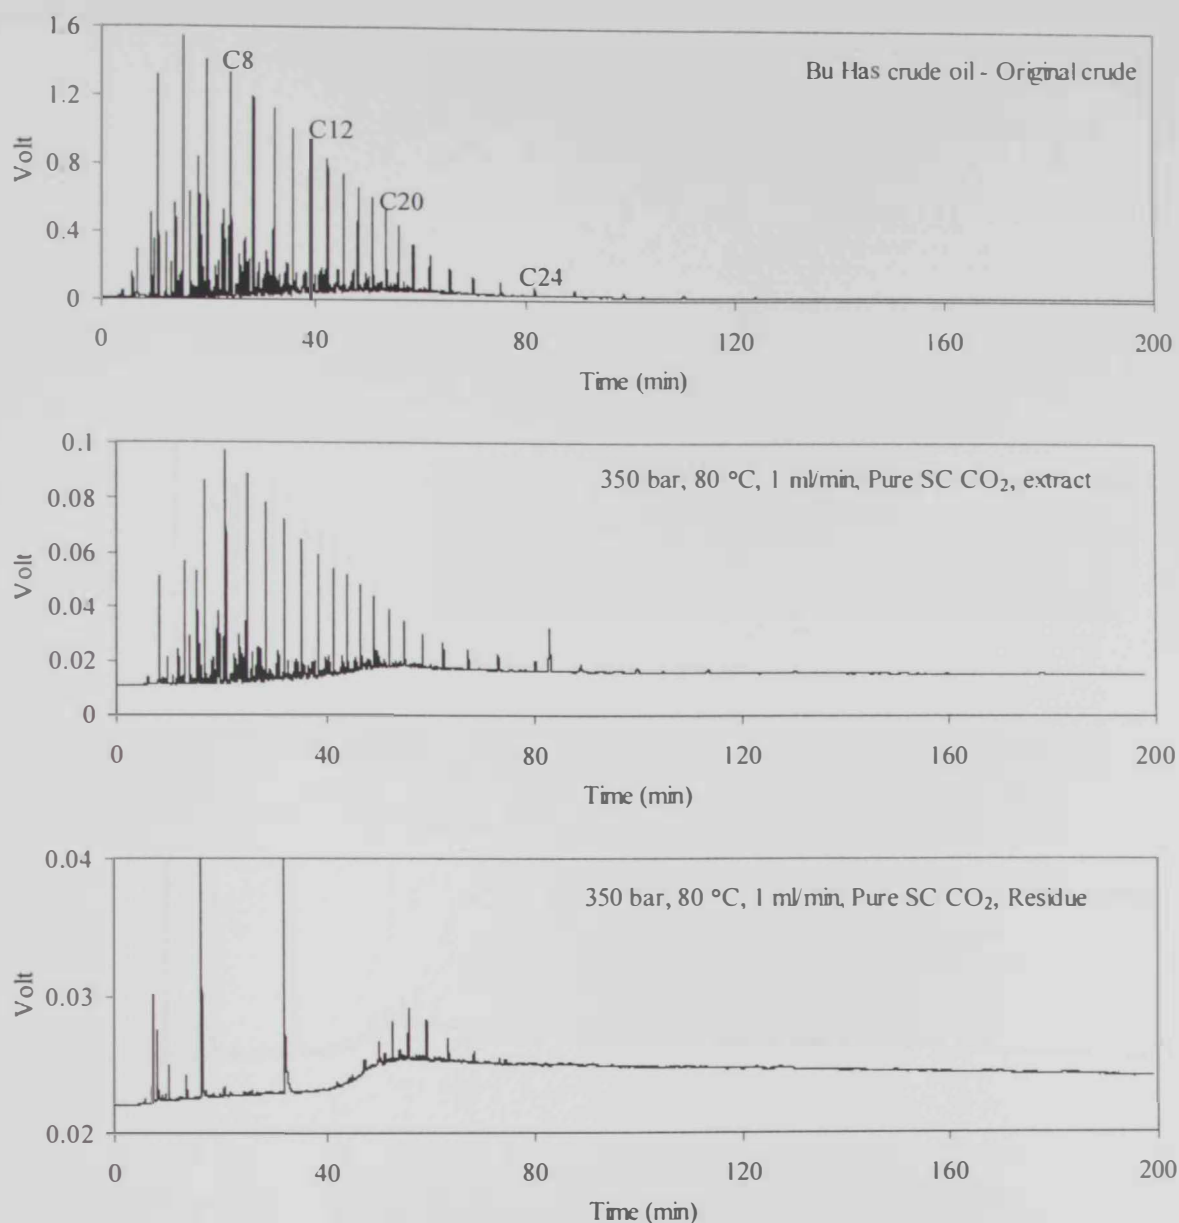 1.6
C8
Bu Has crude oil - Original crude
1.2
C12
Volt
0.8
C20
0.4
C24
0
0 40 80 120 160 200
Time (min)
0.1
350 bar, 80 °C, 1 ml/min, Pure SC CO₂, extract
0.08
0.06
Volt
0.04
0.02
0
0 40 80 120 160 200
Time (min)
0.04
350 bar, 80 °C, 1 ml/min, Pure SC CO₂, Residue
0.03
Volt
0.02
0 40 80 120 160 200
Time (min)